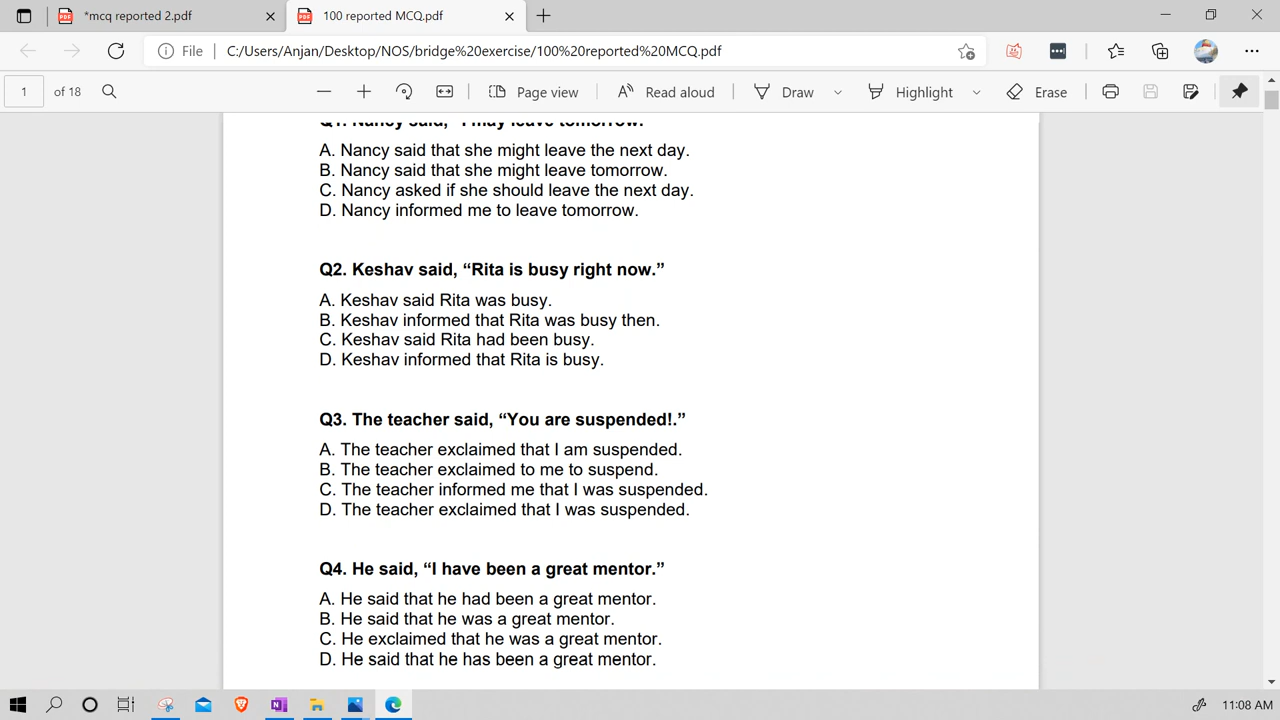 *mcq reported 2.pdf
100 reported MCQ.pdf
File
C:/Users/Anjan/Desktop/NOS/bridge%20exercise/100%20reported%20MCQ.pdf
1 of 18
Page view
Read aloud
Draw
Highlight
Erase
Q1. Nancy said, “I may leave tomorrow.
A. Nancy said that she might leave the next day.
B. Nancy said that she might leave tomorrow.
C. Nancy asked if she should leave the next day.
D. Nancy informed me to leave tomorrow.
Q2. Keshav said, “Rita is busy right now.”
A. Keshav said Rita was busy.
B. Keshav informed that Rita was busy then.
C. Keshav said Rita had been busy.
D. Keshav informed that Rita is busy.
Q3. The teacher said, “You are suspended!.”
A. The teacher exclaimed that I am suspended.
B. The teacher exclaimed to me to suspend.
C. The teacher informed me that I was suspended.
D. The teacher exclaimed that I was suspended.
Q4. He said, “I have been a great mentor.”
A. He said that he had been a great mentor.
B. He said that he was a great mentor.
C. He exclaimed that he was a great mentor.
D. He said that he has been a great mentor.
11:08 AM